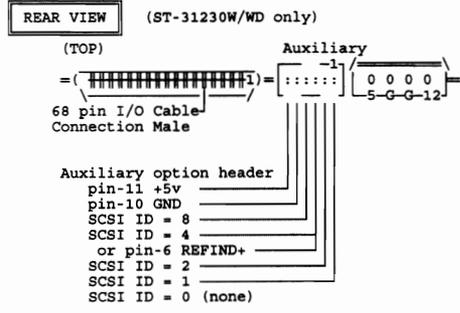 REAR VIEW (ST-31230W/WD only)
(TOP) Auxiliary
-1
1)= 0 0 0 0
5-G-G-12
68 pin I/O Cable
Connection Male
Auxiliary option header
pin-11 +5v
pin-10 GND
SCSI ID = 8
SCSI ID = 4
or pin-6 REFIND+
SCSI ID = 2
SCSI ID = 1
SCSI ID = 0 (none)